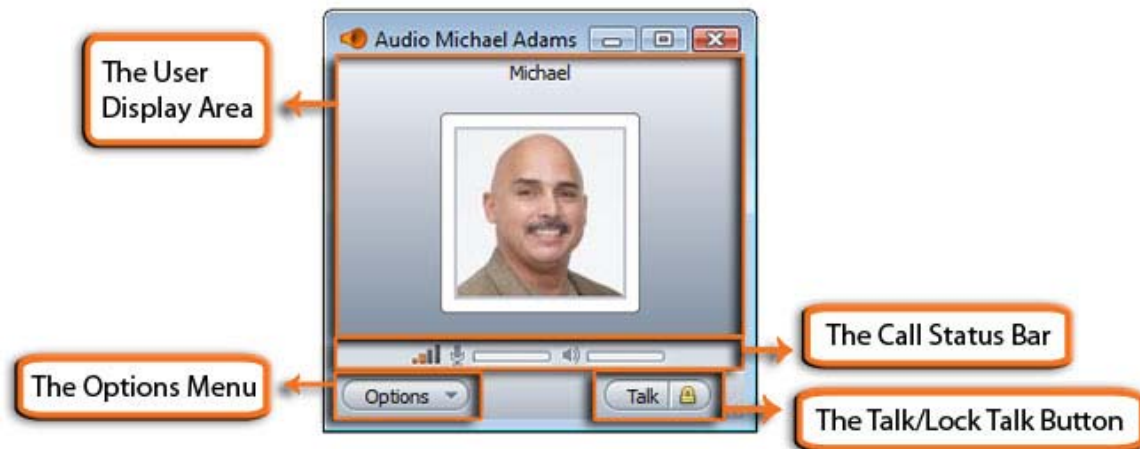 Audio Michael Adams
The User
Display Area
Michael
The Call Status Bar
The Options Menu
Options
Talk
The Talk/Lock Talk Button